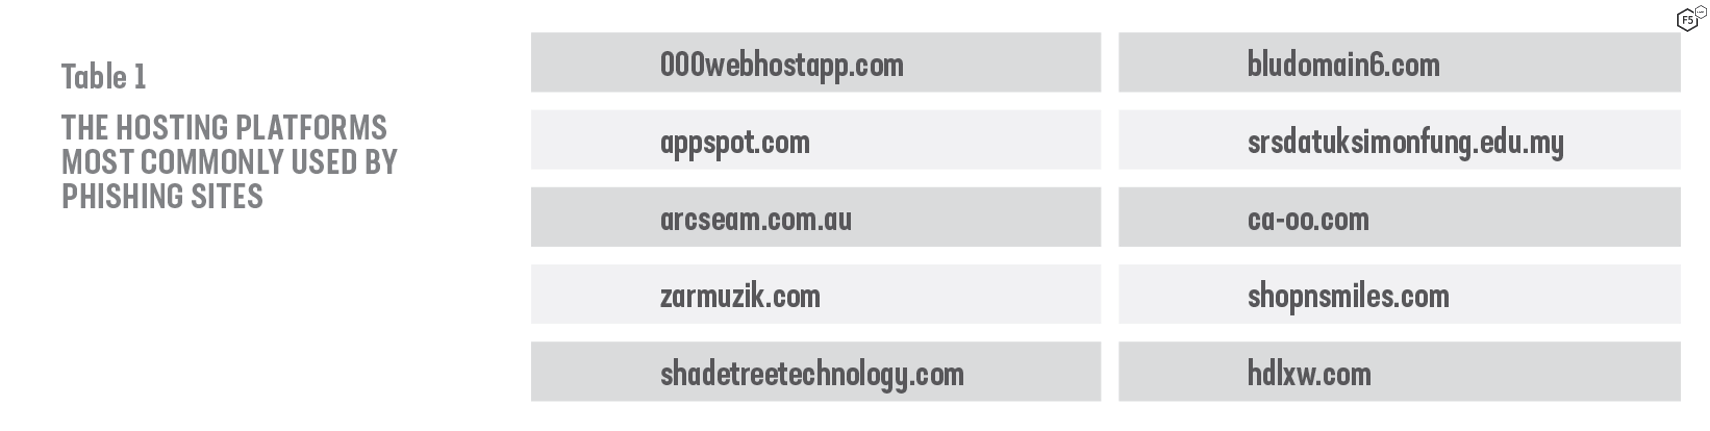 F5
Table 1
THE HOSTING PLATFORMS
MOST COMMONLY USED BY
PHISHING SITES
000webhostapp.com
bludomain6.com
appspot.com
srsdatuksimonfung.edu.my
arcseam.com.au
ca-oo.com
zarmuzik.com
shopnsmiles.com
shadetreetechnology.com
hdlxw.com